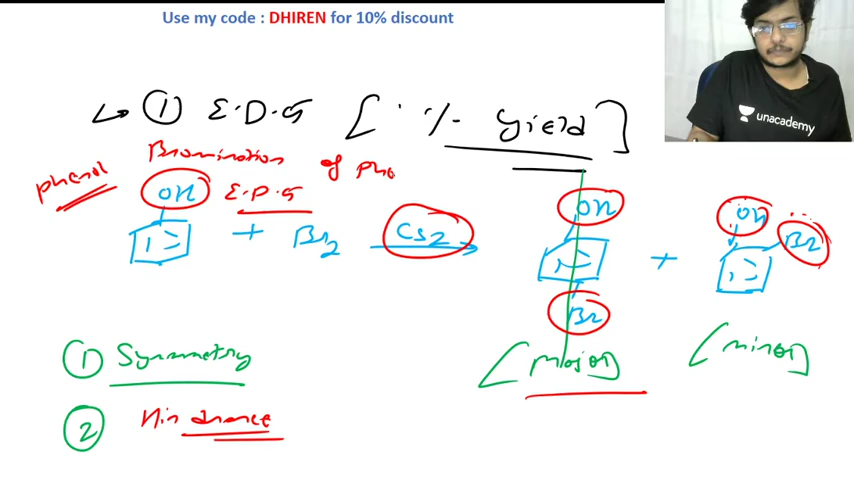 Use my code : DHIREN for 10% discount
unacademy
① E.D.G [ % yield ]
Bromination of Phe
phenol
OH E.D.G + Br2 CS2 OH + OH Br
Br
① Symmetry [major] [minor]
② Hindrance